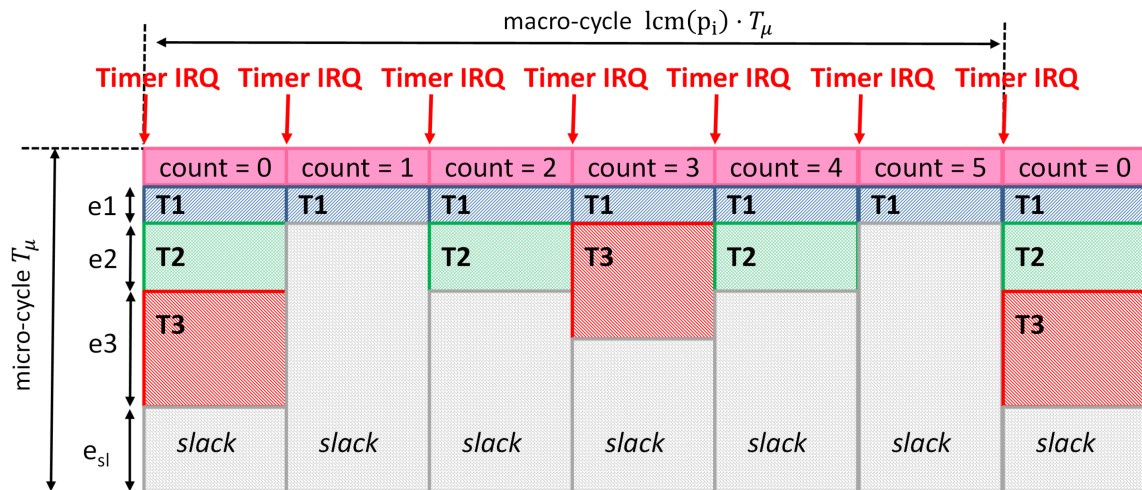 macro-cycle lcm(pᵢ) · T_μ
Timer IRQ Timer IRQ Timer IRQ Timer IRQ Timer IRQ Timer IRQ Timer IRQ
count = 0 count = 1 count = 2 count = 3 count = 4 count = 5 count = 0
e1 T1 T1 T1 T1 T1 T1 T1
e2 T2 T2 T3 T2 T2
micro-cycle T_μ
e3 T3 T3
e_sl slack slack slack slack slack slack slack